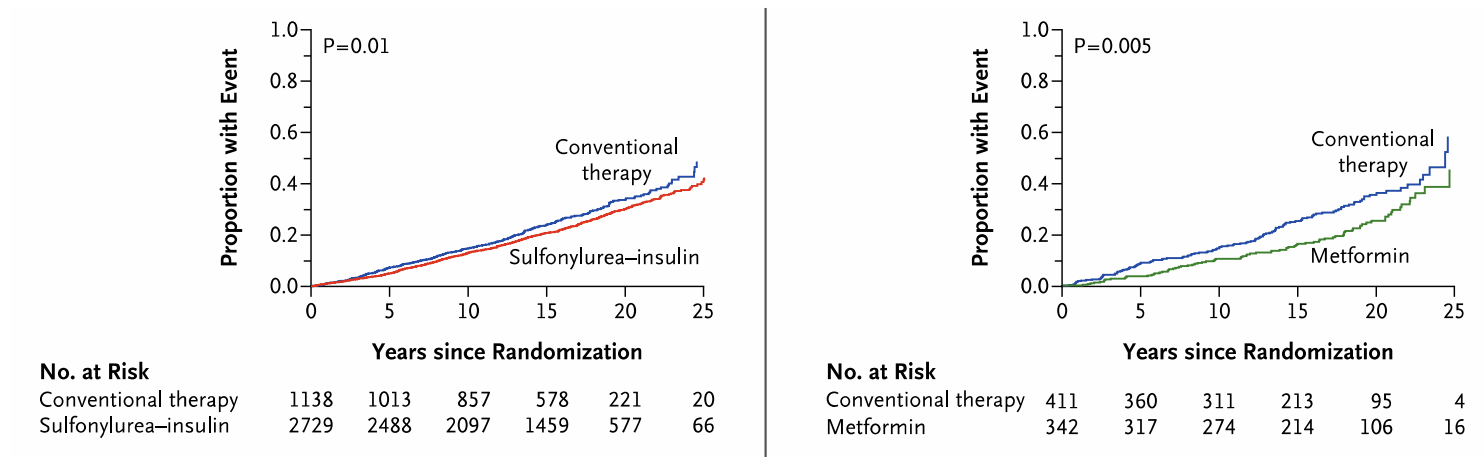 1.0
P=0.01
0.8
0.6
0.4
0.2
0.0
Proportion with Event
Conventional
therapy
Sulfonylurea–insulin
0 5 10 15 20 25
Years since Randomization
No. at Risk
Conventional therapy 1138 1013 857 578 221 20
Sulfonylurea–insulin 2729 2488 2097 1459 577 66
1.0
P=0.005
0.8
0.6
0.4
0.2
0.0
Proportion with Event
Conventional
therapy
Metformin
0 5 10 15 20 25
Years since Randomization
No. at Risk
Conventional therapy 411 360 311 213 95 4
Metformin 342 317 274 214 106 16